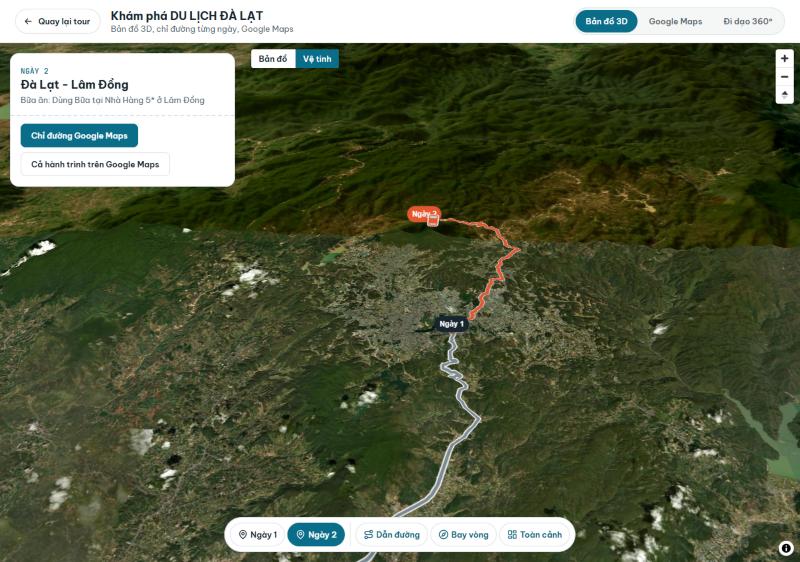 Quay lại tour
Khám phá DU LỊCH ĐÀ LẠT
Bản đồ 3D, chỉ đường từng ngày, Google Maps
Bản đồ 3D
Google Maps
Đi dạo 360°
Bản đồ
Vệ tinh
NGÀY 2
Đà Lạt - Lâm Đồng
Bữa ăn: Dùng Bữa tại Nhà Hàng 5* ở Lâm Đồng
Chỉ đường Google Maps
Cả hành trình trên Google Maps
Ngày 2
Ngày 1
Ngày 1
Ngày 2
Dẫn đường
Bay vòng
Toàn cảnh